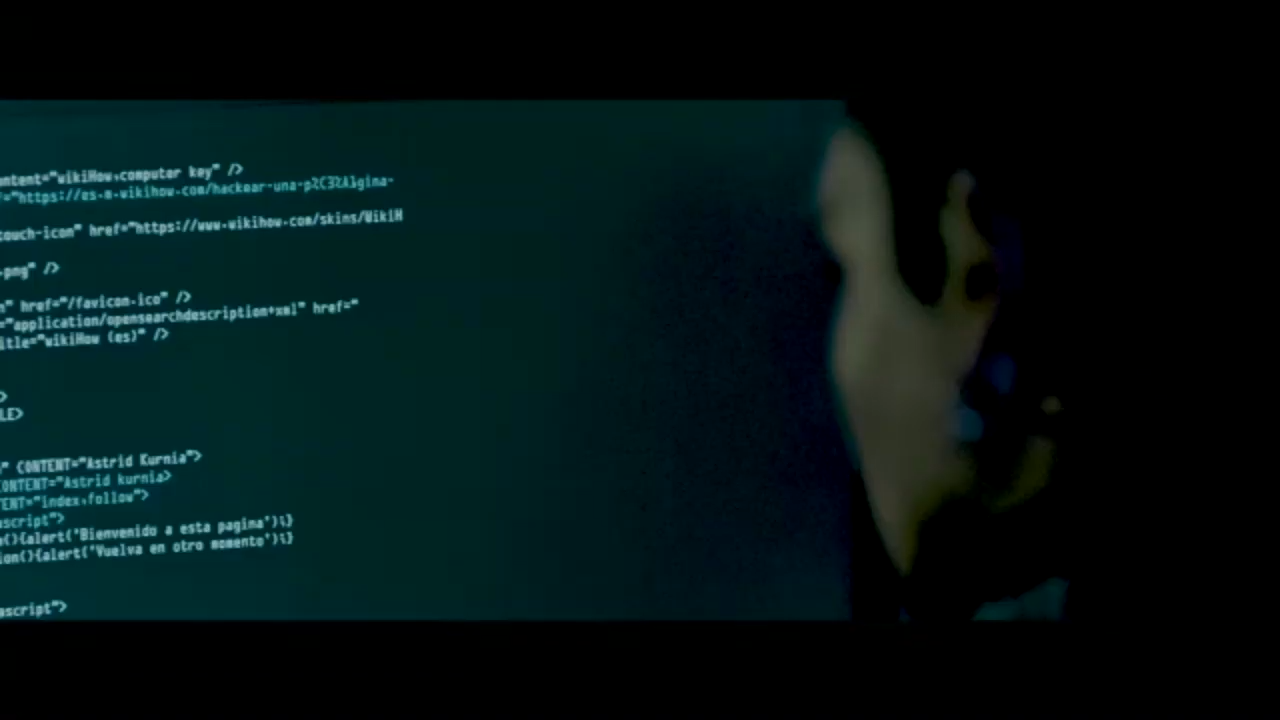 ontent="wikiHow,computer key" />
="https://es-m-wikihow-com/hackear-una-p%C3%A1gina-
touch-icon" href="https://www-wikihow-com/skins/WikiH
-png" />
" href="/favicon-ico" />
="application/opensearchdescription+xml" href="
itle="wikiHow (es)" />
>
LE>
" CONTENT="Astrid Kurnia">
CONTENT="Astrid kurnia>
TENT="index,follow">
ascript">
(){alert('Bienvenido a esta pagina');}
ion(){alert('Vuelva en otro momento');}
ascript">